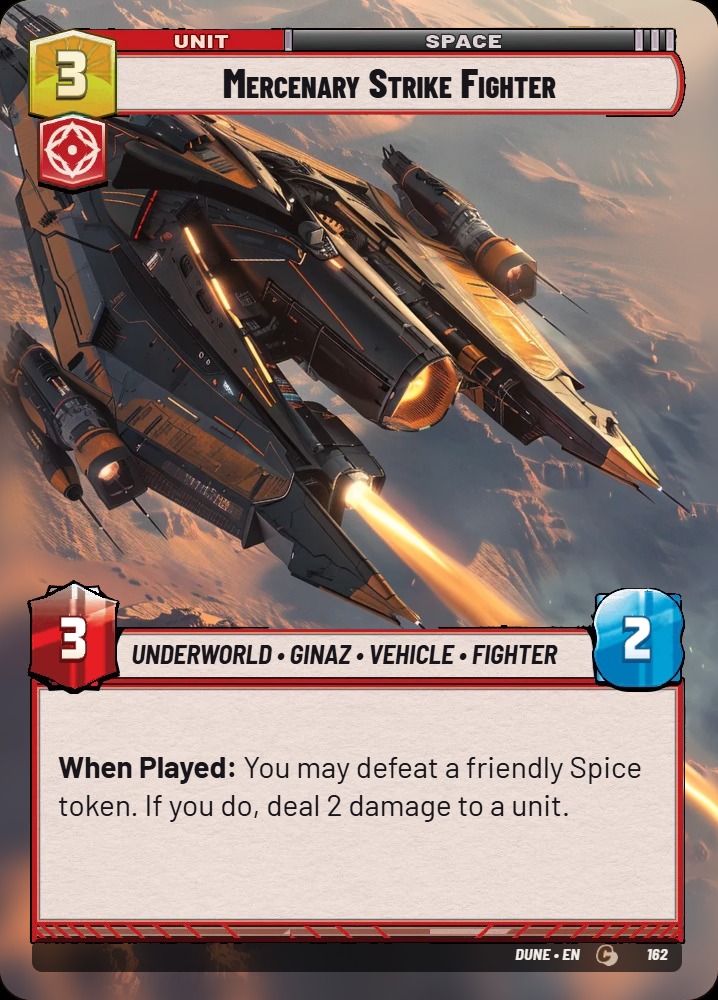 UNIT
SPACE
3
Mercenary Strike Fighter
3
UNDERWORLD • GINAZ • VEHICLE • FIGHTER
2
When Played: You may defeat a friendly Spice
token. If you do, deal 2 damage to a unit.
DUNE • EN C 162